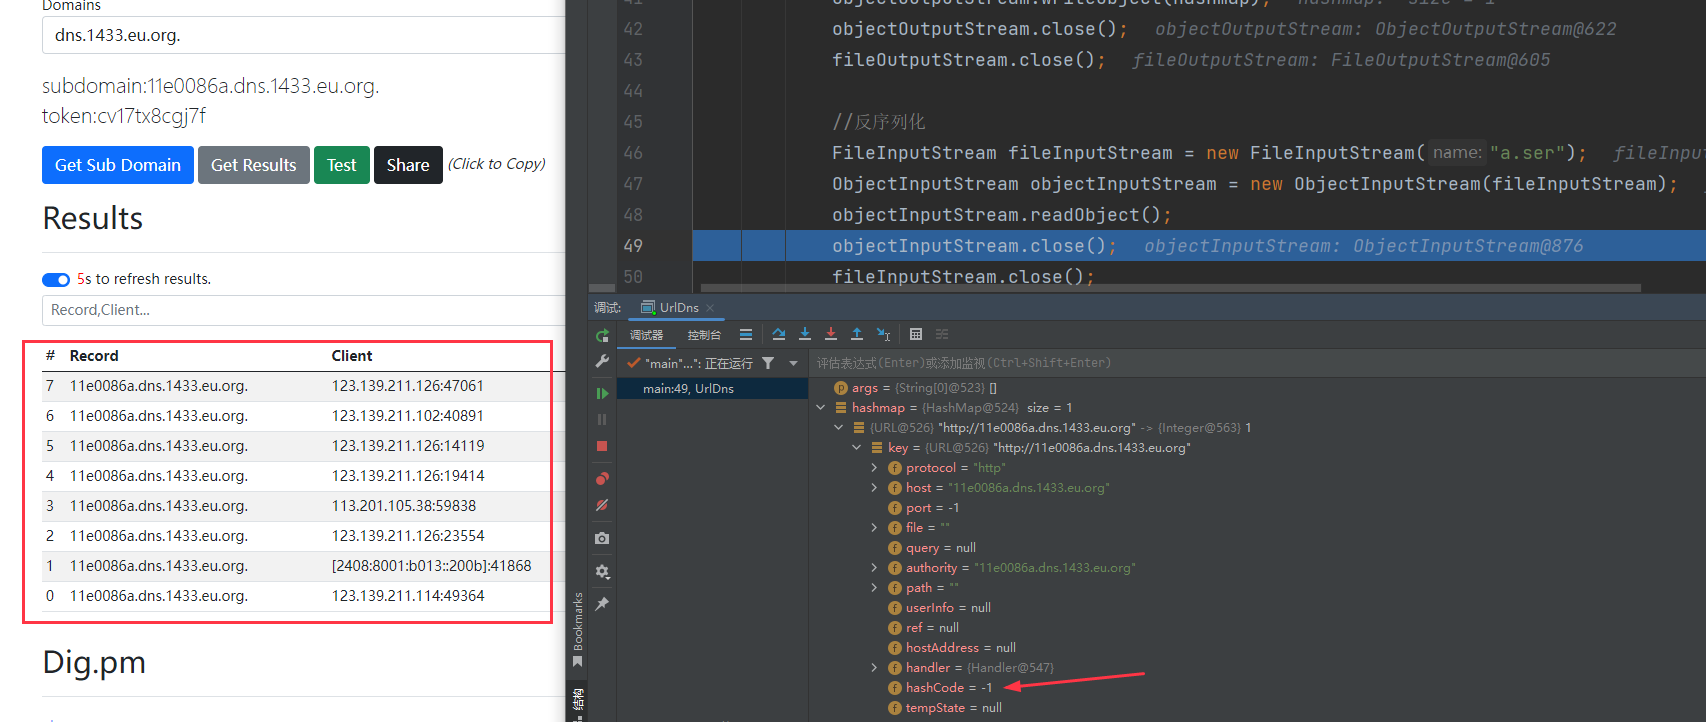 Domains
dns.1433.eu.org.
subdomain:11e0086a.dns.1433.eu.org.
token:cv17tx8cgj7f
Get Sub Domain Get Results Test Share (Click to Copy)
Results
5s to refresh results.
Record,Client...
# Record Client
7 11e0086a.dns.1433.eu.org. 123.139.211.126:47061
6 11e0086a.dns.1433.eu.org. 123.139.211.102:40891
5 11e0086a.dns.1433.eu.org. 123.139.211.126:14119
4 11e0086a.dns.1433.eu.org. 123.139.211.126:19414
3 11e0086a.dns.1433.eu.org. 113.201.105.38:59838
2 11e0086a.dns.1433.eu.org. 123.139.211.126:23554
1 11e0086a.dns.1433.eu.org. [2408:8001:b013::200b]:41868
0 11e0086a.dns.1433.eu.org. 123.139.211.114:49364
Dig.pm
41 objectOutputStream.writeObject(hashmap); hashmap: size = 1
42 objectOutputStream.close(); objectOutputStream: ObjectOutputStream@622
43 fileOutputStream.close(); fileOutputStream: FileOutputStream@605
44
45 //反序列化
46 FileInputStream fileInputStream = new FileInputStream( name: "a.ser"); fileInpu
47 ObjectInputStream objectInputStream = new ObjectInputStream(fileInputStream);
48 objectInputStream.readObject();
49 objectInputStream.close(); objectInputStream: ObjectInputStream@876
50 fileInputStream.close();
调试: UrlDns
调试器 控制台
"main"...": 正在运行
评估表达式(Enter)或添加监视(Ctrl+Shift+Enter)
main:49, UrlDns
args = {String[0]@523} []
hashmap = {HashMap@524} size = 1
{URL@526} "http://11e0086a.dns.1433.eu.org" -> {Integer@563} 1
key = {URL@526} "http://11e0086a.dns.1433.eu.org"
protocol = "http"
host = "11e0086a.dns.1433.eu.org"
port = -1
file = ""
query = null
authority = "11e0086a.dns.1433.eu.org"
path = ""
userInfo = null
ref = null
hostAddress = null
handler = {Handler@547}
hashCode = -1
tempState = null
Bookmarks
结构